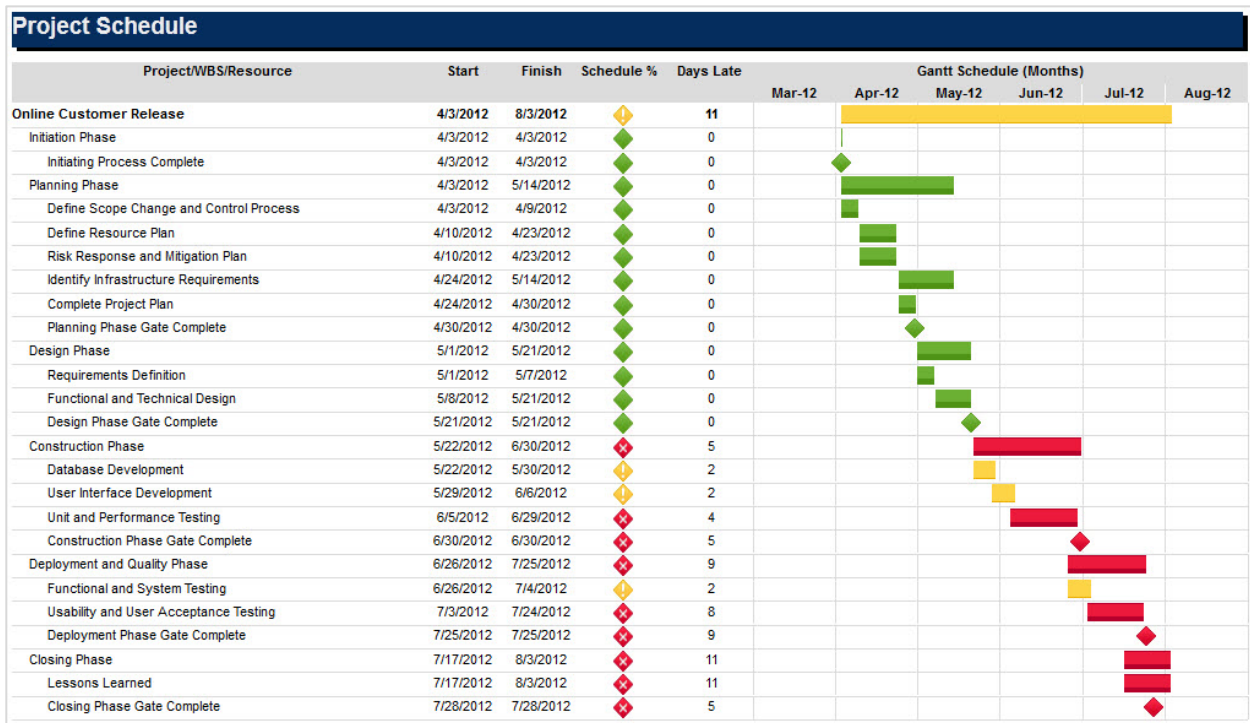 Project Schedule
Project/WBS/Resource Start Finish Schedule % Days Late Gantt Schedule (Months)
Mar-12 Apr-12 May-12 Jun-12 Jul-12 Aug-12
Online Customer Release 4/3/2012 8/3/2012 11
Initiation Phase 4/3/2012 4/3/2012 0
Initiating Process Complete 4/3/2012 4/3/2012 0
Planning Phase 4/3/2012 5/14/2012 0
Define Scope Change and Control Process 4/3/2012 4/9/2012 0
Define Resource Plan 4/10/2012 4/23/2012 0
Risk Response and Mitigation Plan 4/10/2012 4/23/2012 0
Identify Infrastructure Requirements 4/24/2012 5/14/2012 0
Complete Project Plan 4/24/2012 4/30/2012 0
Planning Phase Gate Complete 4/30/2012 4/30/2012 0
Design Phase 5/1/2012 5/21/2012 0
Requirements Definition 5/1/2012 5/7/2012 0
Functional and Technical Design 5/8/2012 5/21/2012 0
Design Phase Gate Complete 5/21/2012 5/21/2012 0
Construction Phase 5/22/2012 6/30/2012 5
Database Development 5/22/2012 5/30/2012 2
User Interface Development 5/29/2012 6/6/2012 2
Unit and Performance Testing 6/5/2012 6/29/2012 4
Construction Phase Gate Complete 6/30/2012 6/30/2012 5
Deployment and Quality Phase 6/26/2012 7/25/2012 9
Functional and System Testing 6/26/2012 7/4/2012 2
Usability and User Acceptance Testing 7/3/2012 7/24/2012 8
Deployment Phase Gate Complete 7/25/2012 7/25/2012 9
Closing Phase 7/17/2012 8/3/2012 11
Lessons Learned 7/17/2012 8/3/2012 11
Closing Phase Gate Complete 7/28/2012 7/28/2012 5